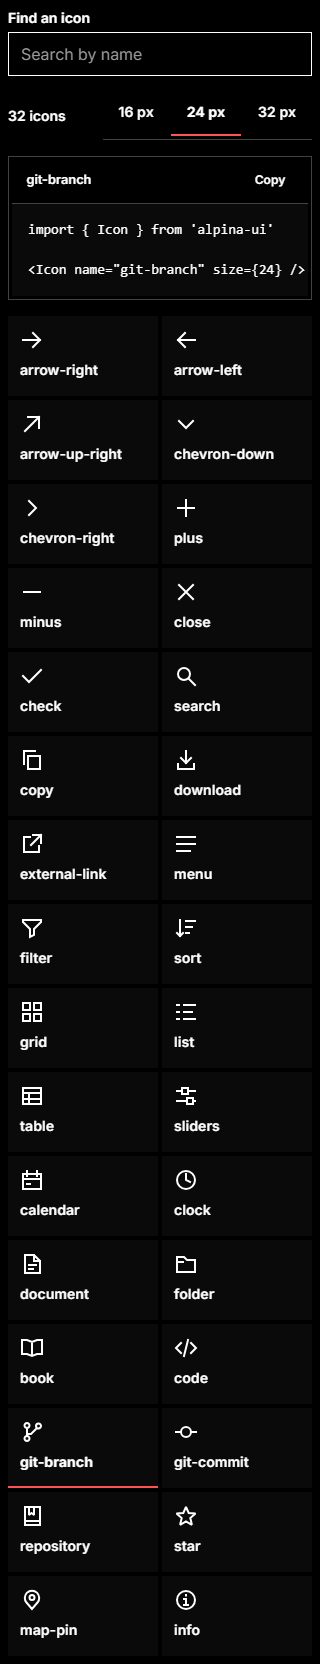 Find an icon
Search by name
32 icons 16 px 24 px 32 px
git-branch Copy
import { Icon } from 'alpina-ui'
<Icon name="git-branch" size={24} />
arrow-right arrow-left
arrow-up-right chevron-down
chevron-right plus
minus close
check search
copy download
external-link menu
filter sort
grid list
table sliders
calendar clock
document folder
book code
git-branch git-commit
repository star
map-pin info